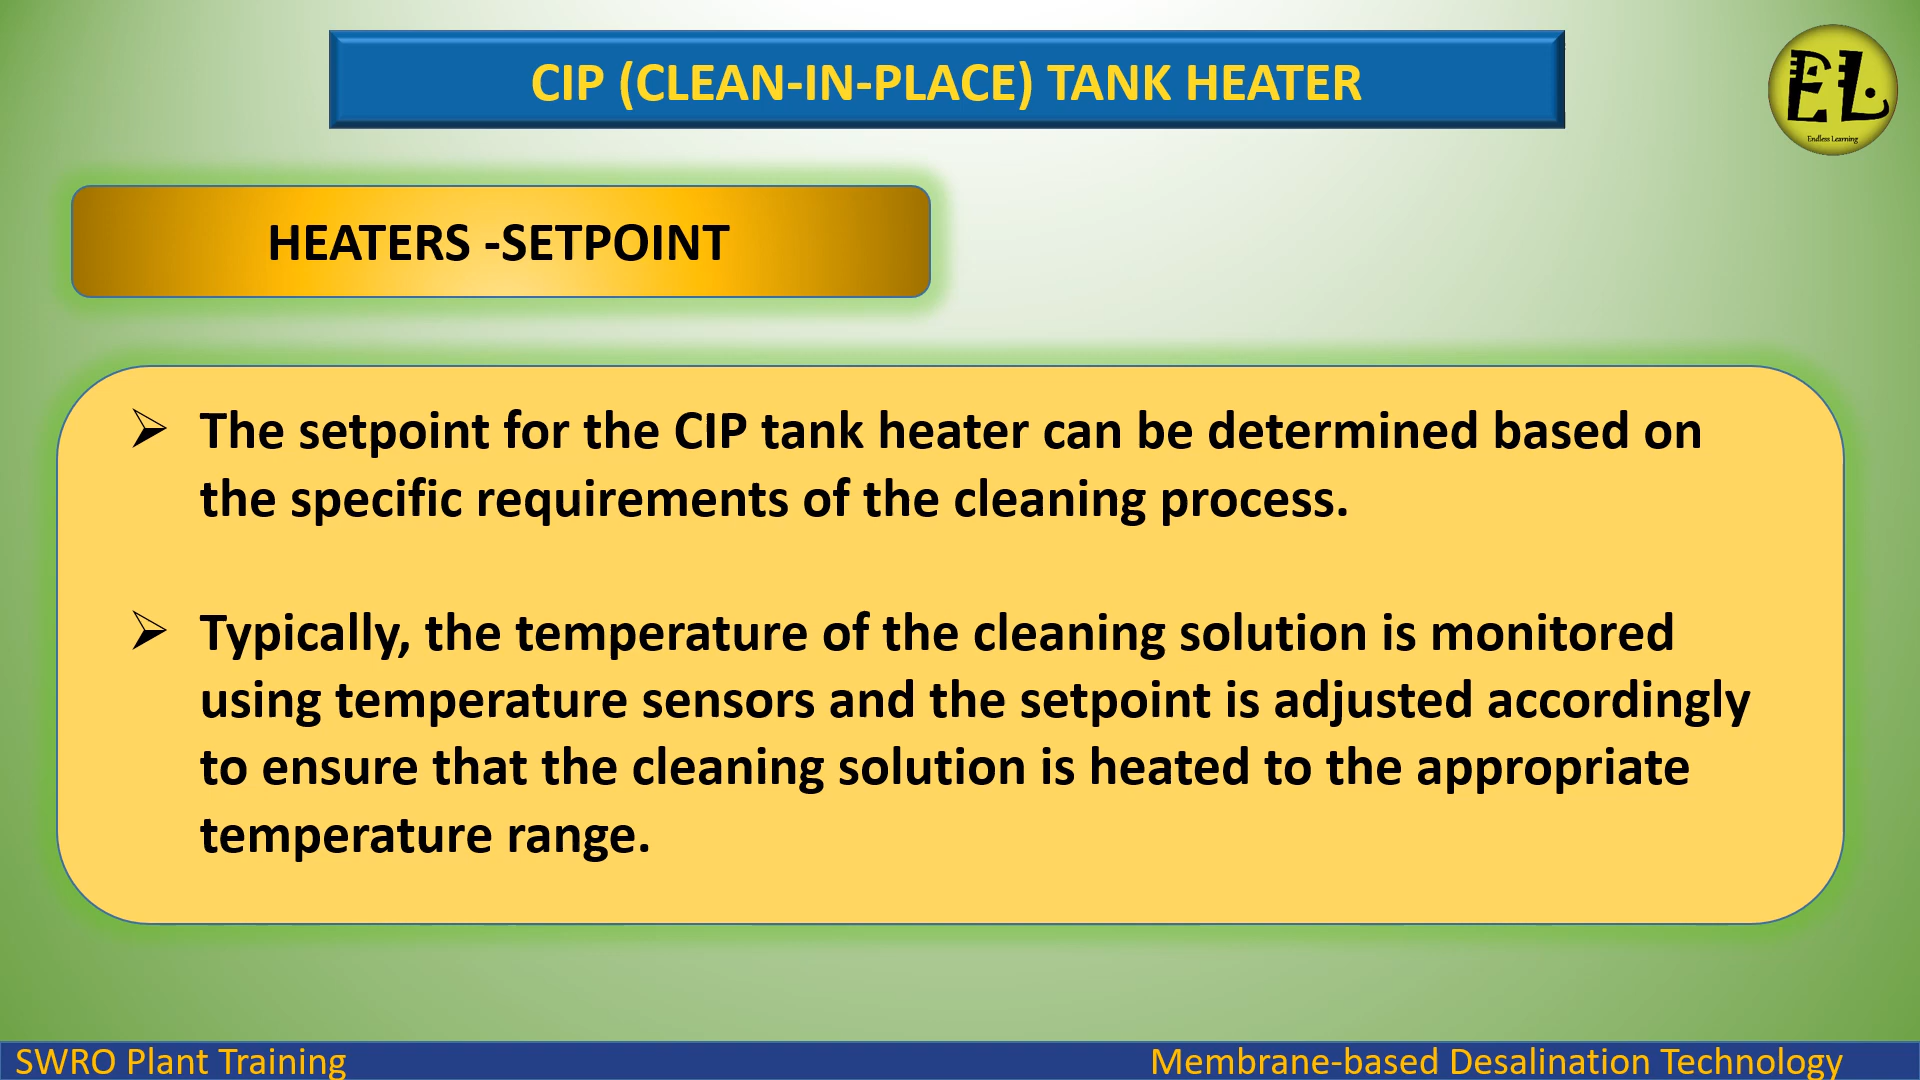 CIP (CLEAN-IN-PLACE) TANK HEATER
EL
Endless Learning
HEATERS -SETPOINT
➢ The setpoint for the CIP tank heater can be determined based on
the specific requirements of the cleaning process.
➢ Typically, the temperature of the cleaning solution is monitored
using temperature sensors and the setpoint is adjusted accordingly
to ensure that the cleaning solution is heated to the appropriate
temperature range.
SWRO Plant Training
Membrane-based Desalination Technology